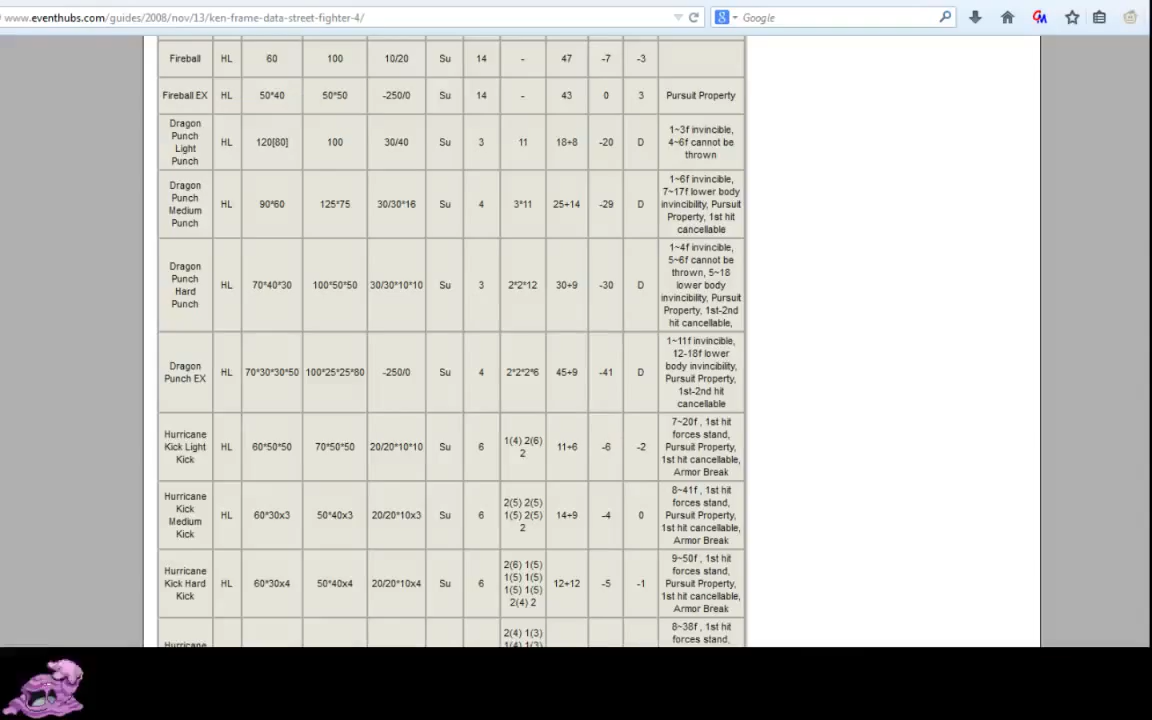 www.eventhubs.com/guides/2008/nov/13/ken-frame-data-street-fighter-4/
Google
Fireball HL 60 100 10/20 Su 14 - 47 -7 -3
Fireball EX HL 50*40 50*50 -250/0 Su 14 - 43 0 3 Pursuit Property
Dragon
Punch
Light
Punch
HL 120[80] 100 30/40 Su 3 11 18+8 -20 D
1~3f invincible,
4~6f cannot be
thrown
Dragon
Punch
Medium
Punch
HL 90*60 125*75 30/30*16 Su 4 3*11 25+14 -29 D
1~6f invincible,
7~17f lower body
invincibility, Pursuit
Property, 1st hit
cancellable
Dragon
Punch
Hard
Punch
HL 70*40*30 100*50*50 30/30*10*10 Su 3 2*2*12 30+9 -30 D
1~4f invincible,
5~6f cannot be
thrown, 5~18
lower body
invincibility, Pursuit
Property, 1st-2nd
hit cancellable,
Dragon
Punch EX
HL 70*30*30*50 100*25*25*80 -250/0 Su 4 2*2*2*6 45+9 -41 D
1~11f invincible,
12-18f lower
body invincibility,
Pursuit Property,
1st-2nd hit
cancellable
Hurricane
Kick Light
Kick
HL 60*50*50 70*50*50 20/20*10*10 Su 6
1(4) 2(6)
2
11+6 -6 -2
7~20f , 1st hit
forces stand,
Pursuit Property,
1st hit cancellable,
Armor Break
Hurricane
Kick
Medium
Kick
HL 60*30x3 50*40x3 20/20*10x3 Su 6
2(5) 2(5)
1(5) 2(5)
2
14+9 -4 0
8~41f , 1st hit
forces stand,
Pursuit Property,
1st hit cancellable,
Armor Break
Hurricane
Kick Hard
Kick
HL 60*30x4 50*40x4 20/20*10x4 Su 6
2(6) 1(5)
1(5) 1(5)
1(5) 1(5)
2(4) 2
12+12 -5 -1
9~50f , 1st hit
forces stand,
Pursuit Property,
1st hit cancellable,
Armor Break
Hurricane
2(4) 1(3)
1(4) 1(3)
8~38f , 1st hit
forces stand,